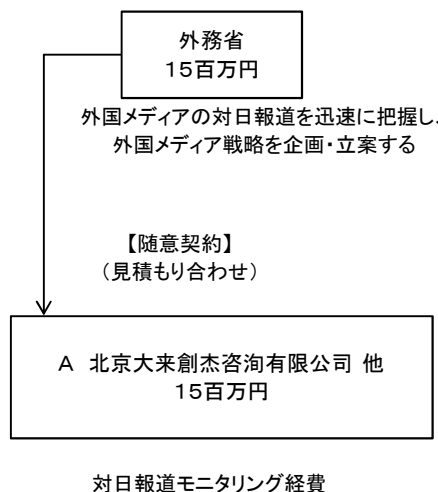 外務省
15百万円
外国メディアの対日報道を迅速に把握し、
外国メディア戦略を企画・立案する
【随意契約】
（見積もり合わせ）
A 北京大来創杰咨洵有限公司 他
15百万円
対日報道モニタリング経費